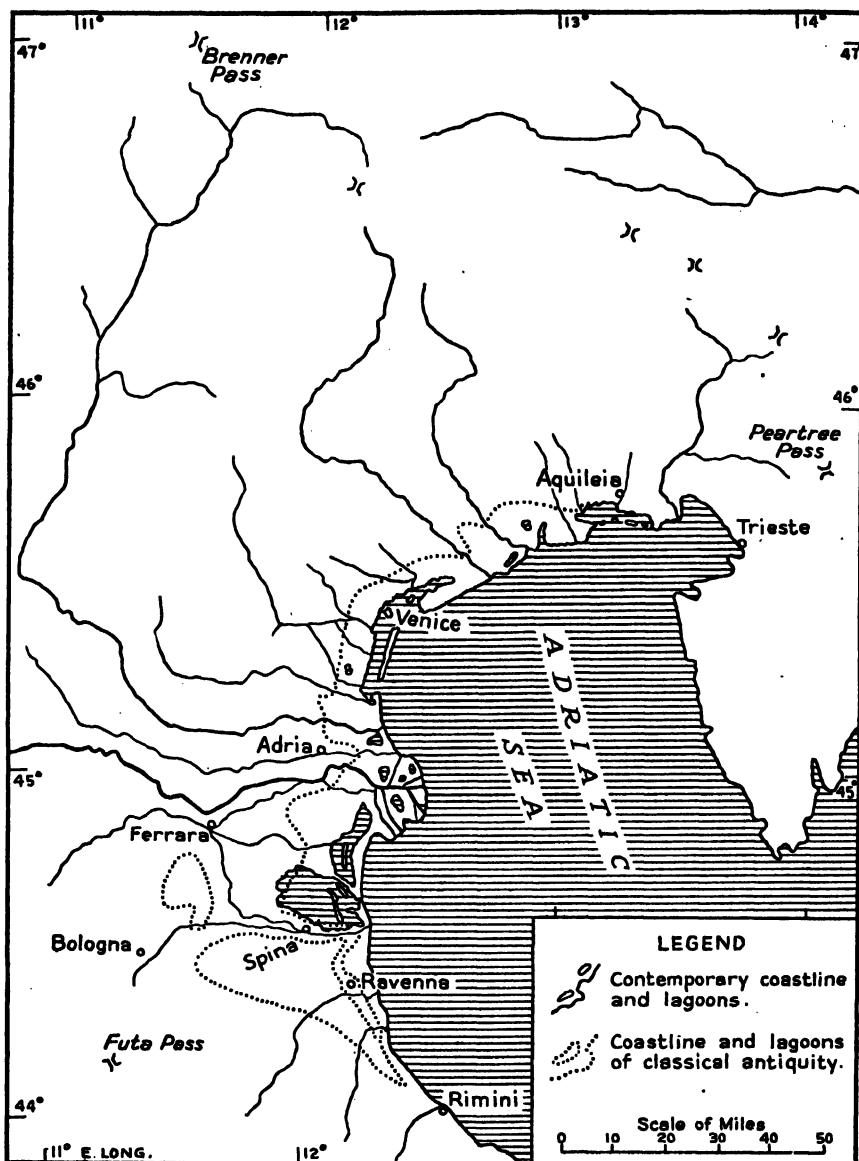 11° 12° 13° 14°
47° 47
Brenner
Pass
46° 46°
Peartree
Pass
Aquileia
Trieste
Venice
ADRIATIC
SEA
Adria
45° 45°
Ferrara
Bologna
Spina
Ravenna
Futa Pass
44°
Rimini
11° E. LONG. 12°
LEGEND
Contemporary coastline
and lagoons.
Coastline and lagoons
of classical antiquity.
Scale of Miles
0 10 20 30 40 50